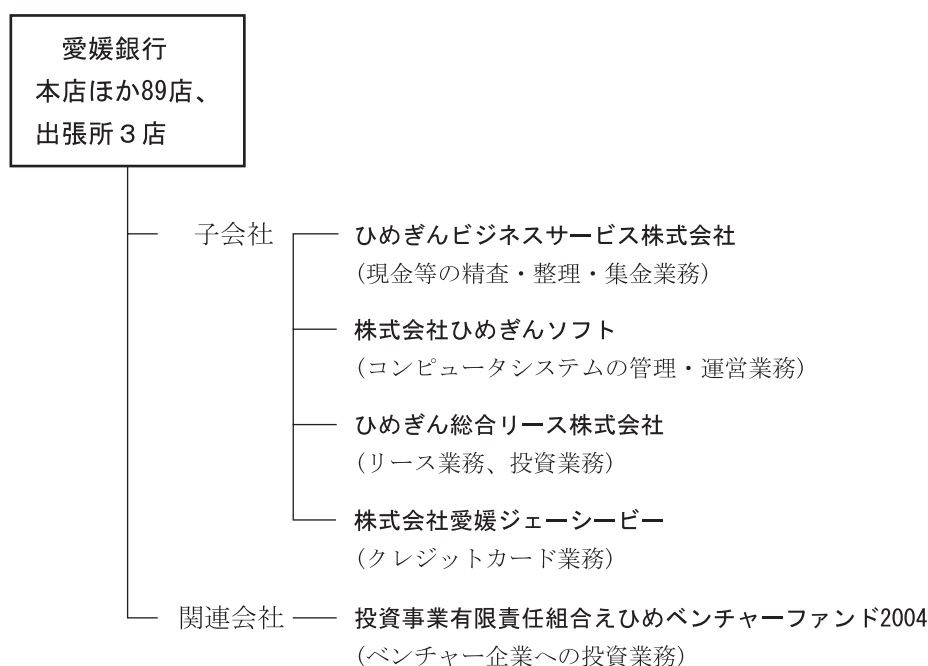 愛媛銀行
本店ほか89店、
出張所３店
子会社
ひめぎんビジネスサービス株式会社
(現金等の精査・整理・集金業務)
株式会社ひめぎんソフト
(コンピュータシステムの管理・運営業務)
ひめぎん総合リース株式会社
(リース業務、投資業務)
株式会社愛媛ジェーシービー
(クレジットカード業務)
関連会社
投資事業有限責任組合えひめベンチャーファンド2004
(ベンチャー企業への投資業務)